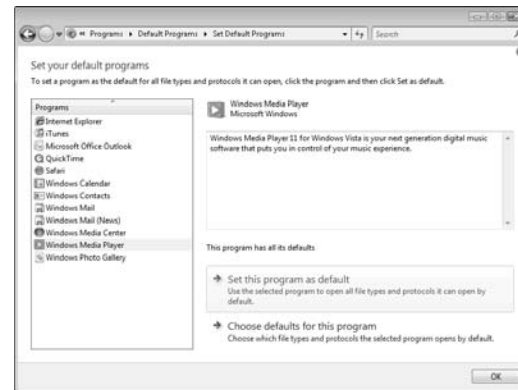 « Programs ▸ Default Programs ▸ Set Default Programs
Search
Set your default programs
To set a program as the default for all file types and protocols it can open, click the program and then click Set as default.
Programs
Internet Explorer
iTunes
Microsoft Office Outlook
QuickTime
Safari
Windows Calendar
Windows Contacts
Windows Mail
Windows Mail (News)
Windows Media Center
Windows Media Player
Windows Photo Gallery
Windows Media Player
Microsoft Windows
Windows Media Player 11 for Windows Vista is your next generation digital music
software that puts you in control of your music experience.
This program has all its defaults
Set this program as default
Use the selected program to open all file types and protocols it can open by
default.
Choose defaults for this program
Choose which file types and protocols the selected program opens by default.
OK